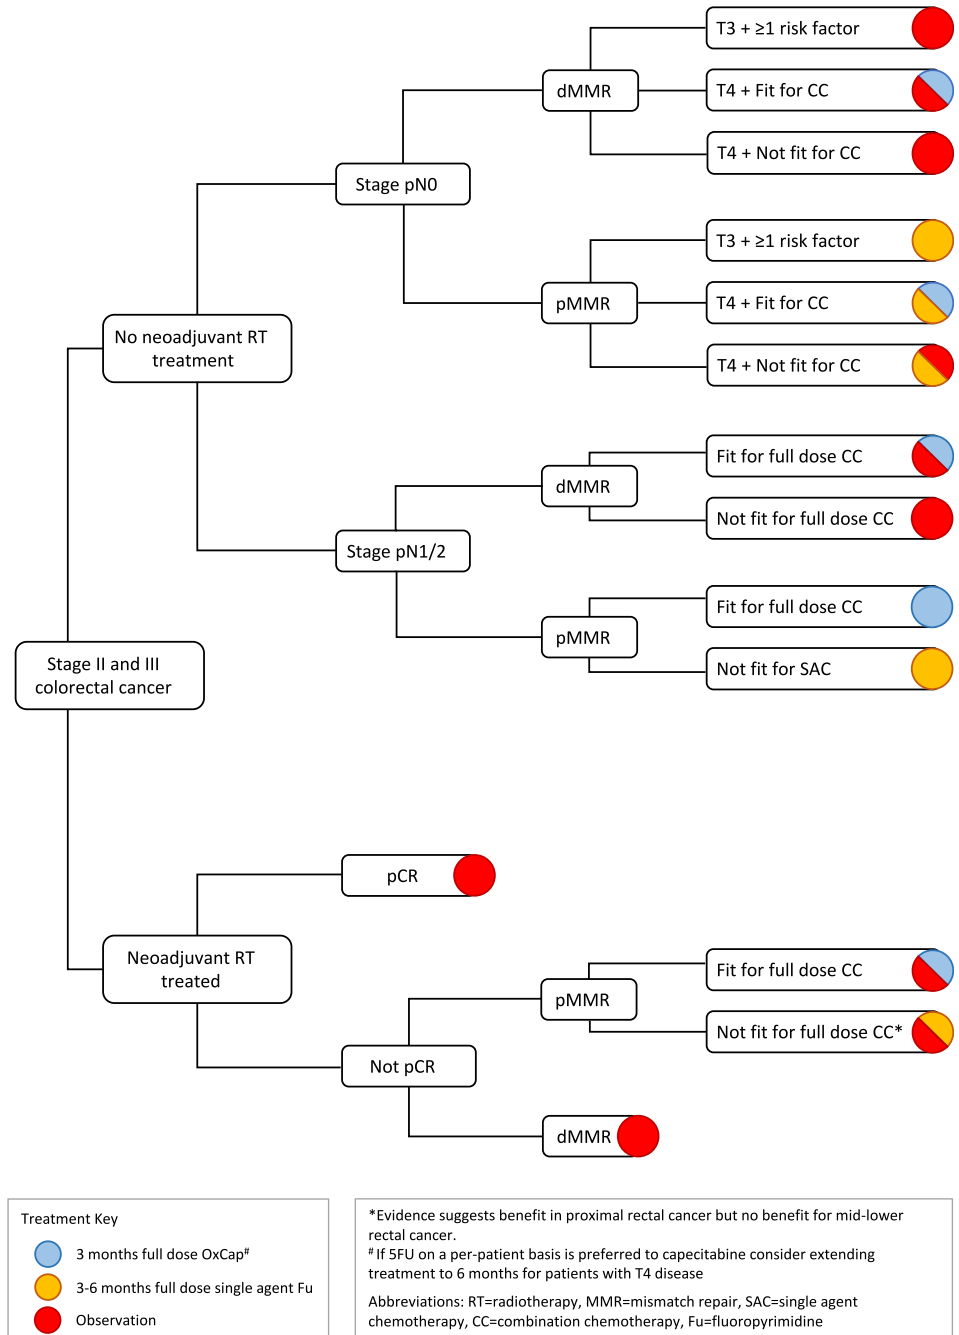 T3 + ≥1 risk factor
dMMR
T4 + Fit for CC
T4 + Not fit for CC
Stage pN0
T3 + ≥1 risk factor
pMMR
T4 + Fit for CC
No neoadjuvant RT
treatment
T4 + Not fit for CC
Fit for full dose CC
dMMR
Not fit for full dose CC
Stage pN1/2
Fit for full dose CC
pMMR
Not fit for SAC
Stage II and III
colorectal cancer
pCR
Neoadjuvant RT
treated
Fit for full dose CC
pMMR
Not fit for full dose CC*
Not pCR
dMMR
Treatment Key
3 months full dose OxCap#
3-6 months full dose single agent Fu
Observation
*Evidence suggests benefit in proximal rectal cancer but no benefit for mid-lower
rectal cancer.
# If 5FU on a per-patient basis is preferred to capecitabine consider extending
treatment to 6 months for patients with T4 disease
Abbreviations: RT=radiotherapy, MMR=mismatch repair, SAC=single agent
chemotherapy, CC=combination chemotherapy, Fu=fluoropyrimidine